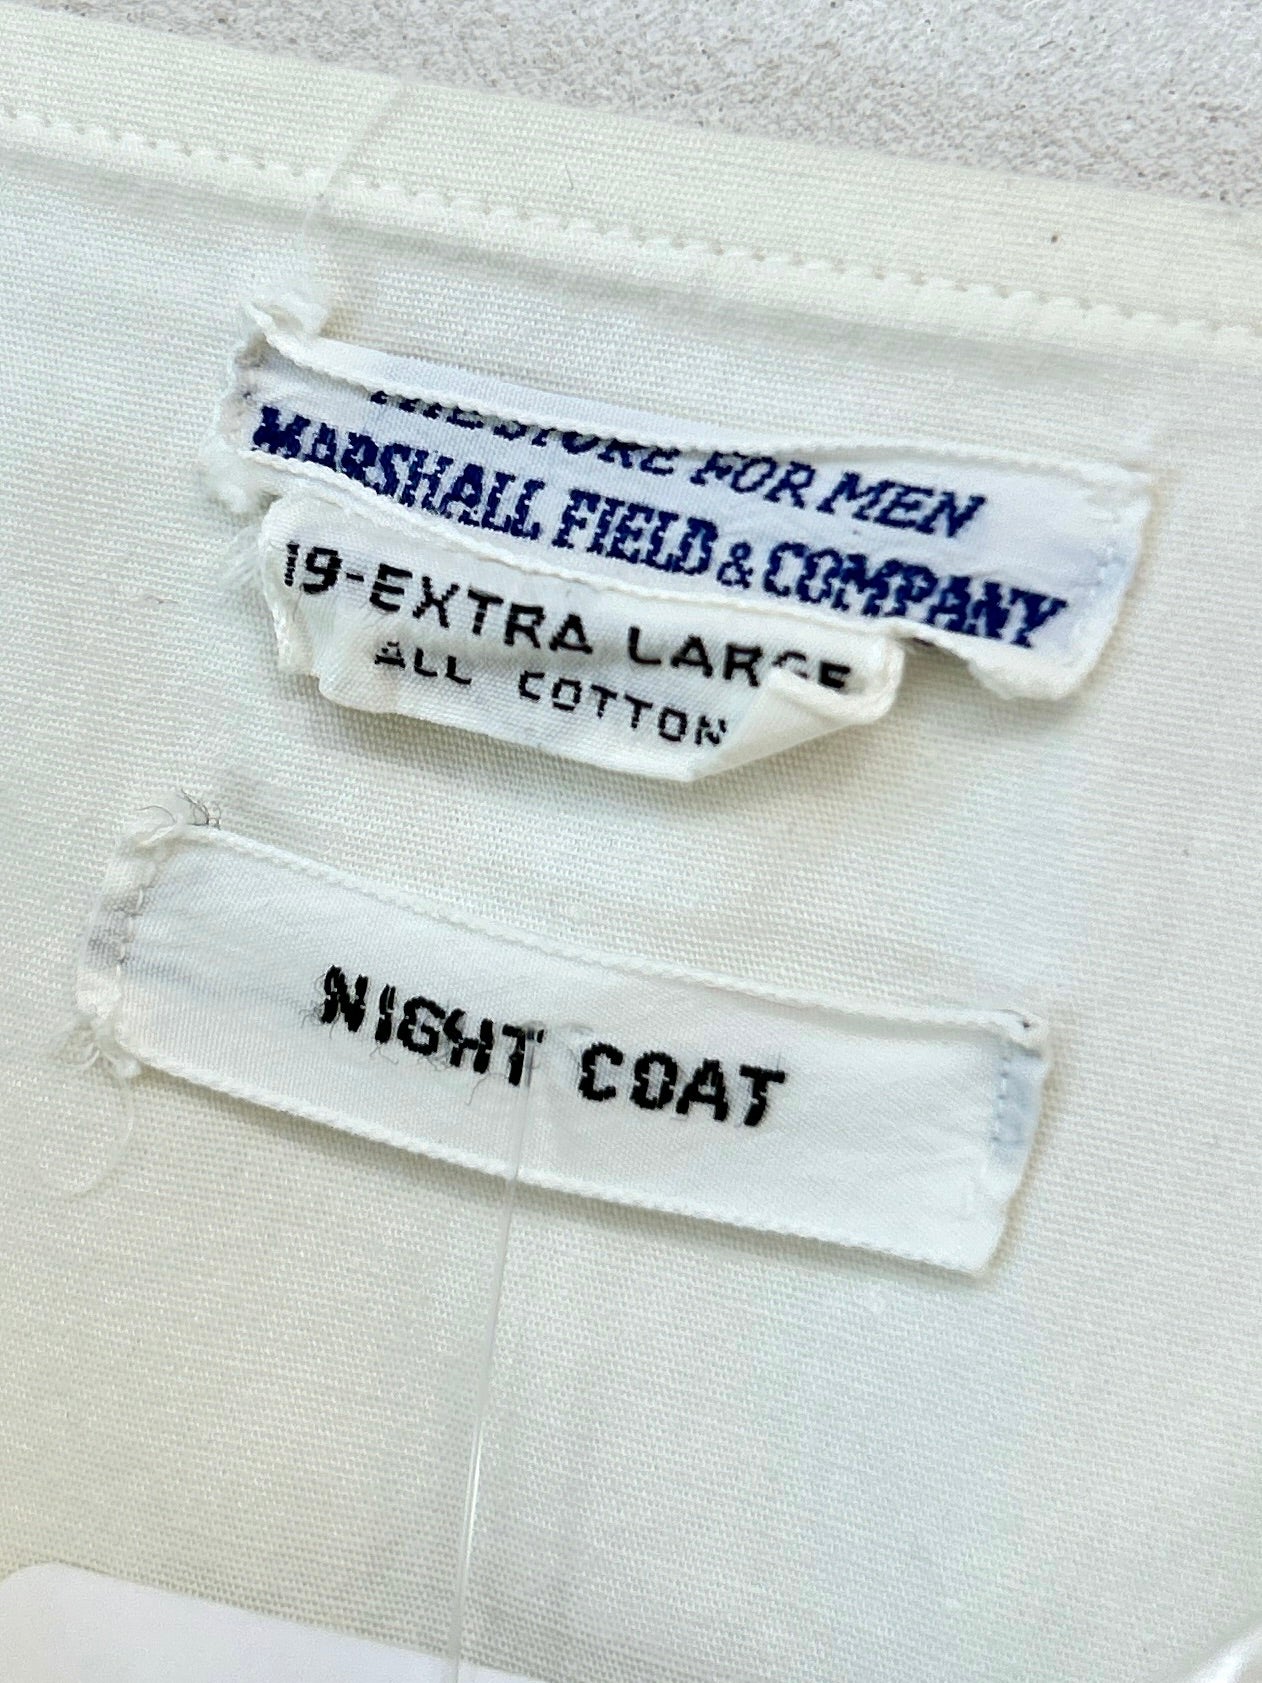 THE STORE FOR MEN
MARSHALL FIELD & COMPANY
19-EXTRA LARGE
ALL COTTON
NIGHT COAT